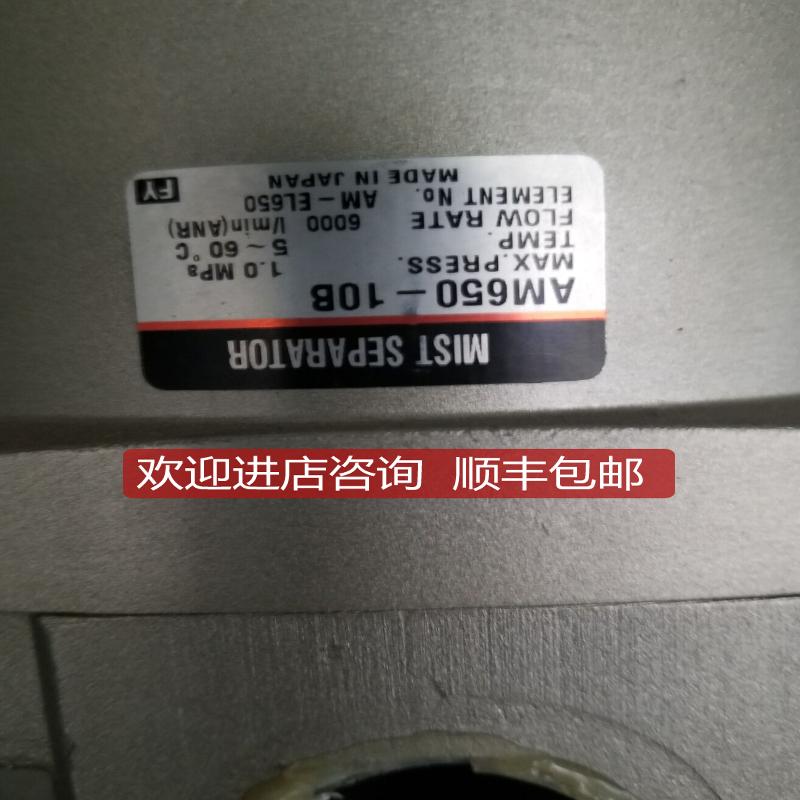 MIST SEPARATOR
AM650-10B
MAX.PRESS. 1.0 MPa
TEMP. 5~60°C
FLOW RATE 6000 l/min(ANR)
ELEMENT No. AM-EL650
MADE IN JAPAN FY
欢迎进店咨询 顺丰包邮